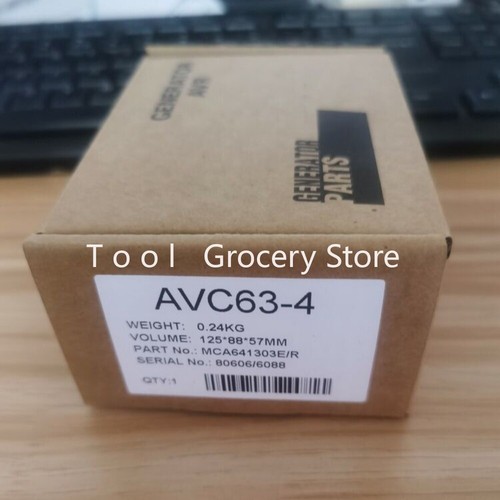 GENERATOR
AVR
GENERATOR
PARTS
Tool Grocery Store
AVC63-4
WEIGHT: 0.24KG
VOLUME: 125*88*57MM
PART No.: MCA641303E/R
SERIAL No.: 80606/6088
QTY:1